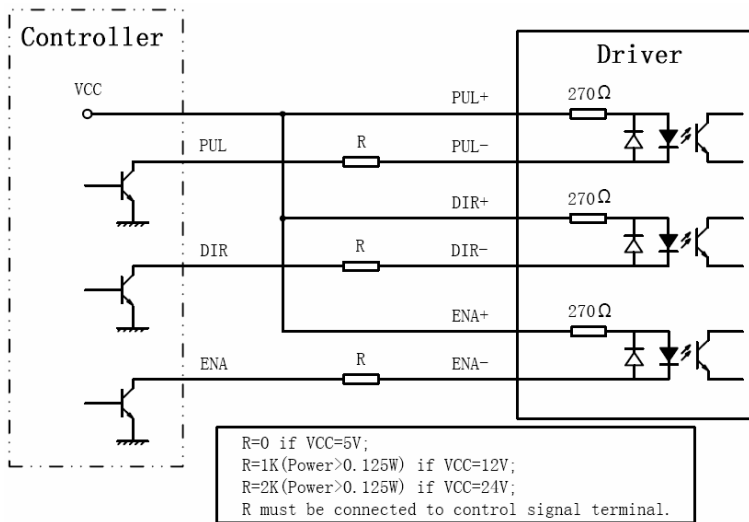 Controller
Driver
VCC
PUL+
270Ω
PUL
R
PUL-
DIR+
270Ω
DIR
R
DIR-
ENA+
270Ω
ENA
R
ENA-
R=0 if VCC=5V;
R=1K(Power>0.125W) if VCC=12V;
R=2K(Power>0.125W) if VCC=24V;
R must be connected to control signal terminal.